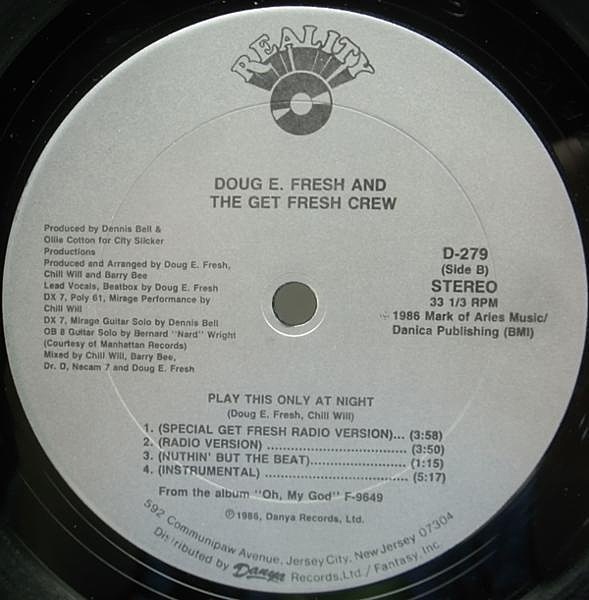 REALITY
DOUG E. FRESH AND
THE GET FRESH CREW
Produced by Dennis Bell &
Ollie Cotton for City Slicker
Productions
Produced and Arranged by Doug E. Fresh,
Chill Will and Barry Bee
Lead Vocals, Beatbox by Doug E. Fresh
DX 7, Poly 61, Mirage Performance by
Chill Will
DX 7, Mirage Guitar Solo by Dennis Bell
OB 8 Guitar Solo by Bernard "Nard" Wright
(Courtesy of Manhattan Records)
Mixed by Chill Will, Barry Bee,
Dr. D, Necam 7 and Doug E. Fresh
D-279
(Side B)
STEREO
33 1/3 RPM
© 1986 Mark of Aries Music/
Danica Publishing (BMI)
PLAY THIS ONLY AT NIGHT
(Doug E. Fresh, Chill Will)
1. (SPECIAL GET FRESH RADIO VERSION)... (3:58)
2. (RADIO VERSION) .................................. (3:50)
3. (NUTHIN' BUT THE BEAT)....................... (1:15)
4. (INSTRUMENTAL) .................................. (5:17)
From the album "Oh, My God" F-9649
℗ 1986, Danya Records, Ltd.
592 Communipaw Avenue, Jersey City, New Jersey 07304
Distributed by Danya Records, Ltd. / Fantasy, Inc.